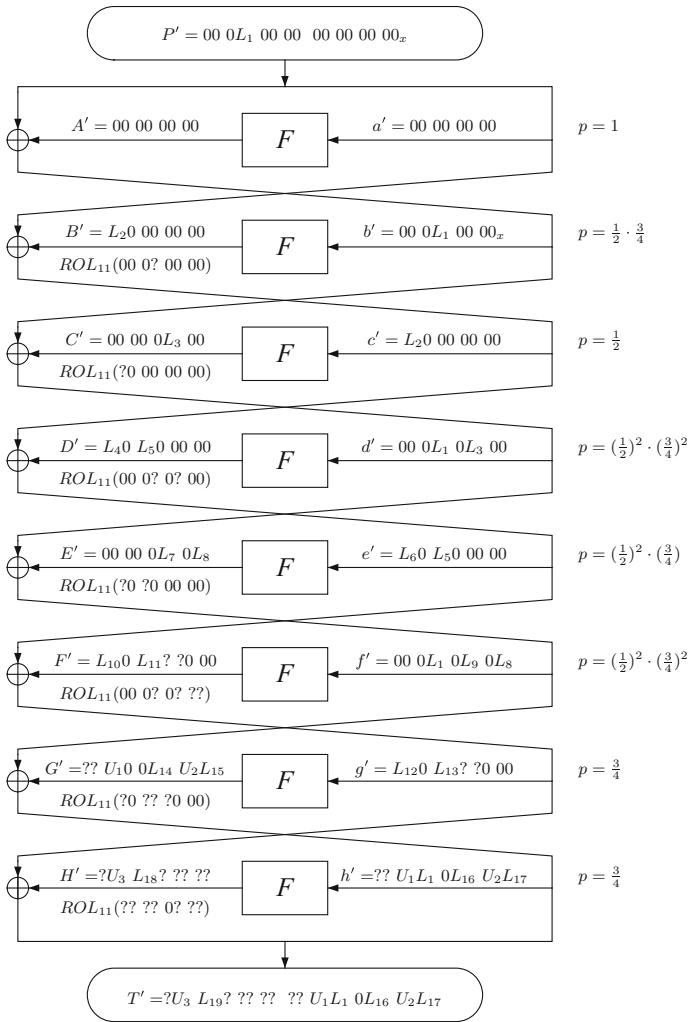 P′ = 00 0L₁ 00 00 00 00 00 00ₓ
A′ = 00 00 00 00 F a′ = 00 00 00 00 p = 1
B′ = L₂0 00 00 00 F b′ = 00 0L₁ 00 00ₓ p = 1/2 · 3/4
ROL₁₁(00 0? 00 00)
C′ = 00 00 0L₃ 00 F c′ = L₂0 00 00 00 p = 1/2
ROL₁₁(?0 00 00 00)
D′ = L₄0 L₅0 00 00 F d′ = 00 0L₁ 0L₃ 00 p = (1/2)² · (3/4)²
ROL₁₁(00 0? 0? 00)
E′ = 00 00 0L₇ 0L₈ F e′ = L₆0 L₅0 00 00 p = (1/2)² · (3/4)
ROL₁₁(?0 ?0 00 00)
F′ = L₁₀0 L₁₁? ?0 00 F f′ = 00 0L₁ 0L₉ 0L₈ p = (1/2)² · (3/4)²
ROL₁₁(00 0? 0? ??)
G′ =?? U₁0 0L₁₄ U₂L₁₅ F g′ = L₁₂0 L₁₃? ?0 00 p = 3/4
ROL₁₁(?0 ?? ?0 00)
H′ =?U₃ L₁₈? ?? ?? F h′ =?? U₁L₁ 0L₁₆ U₂L₁₇ p = 3/4
ROL₁₁(?? ?? 0? ??)
T′ =?U₃ L₁₉? ?? ?? ?? U₁L₁ 0L₁₆ U₂L₁₇